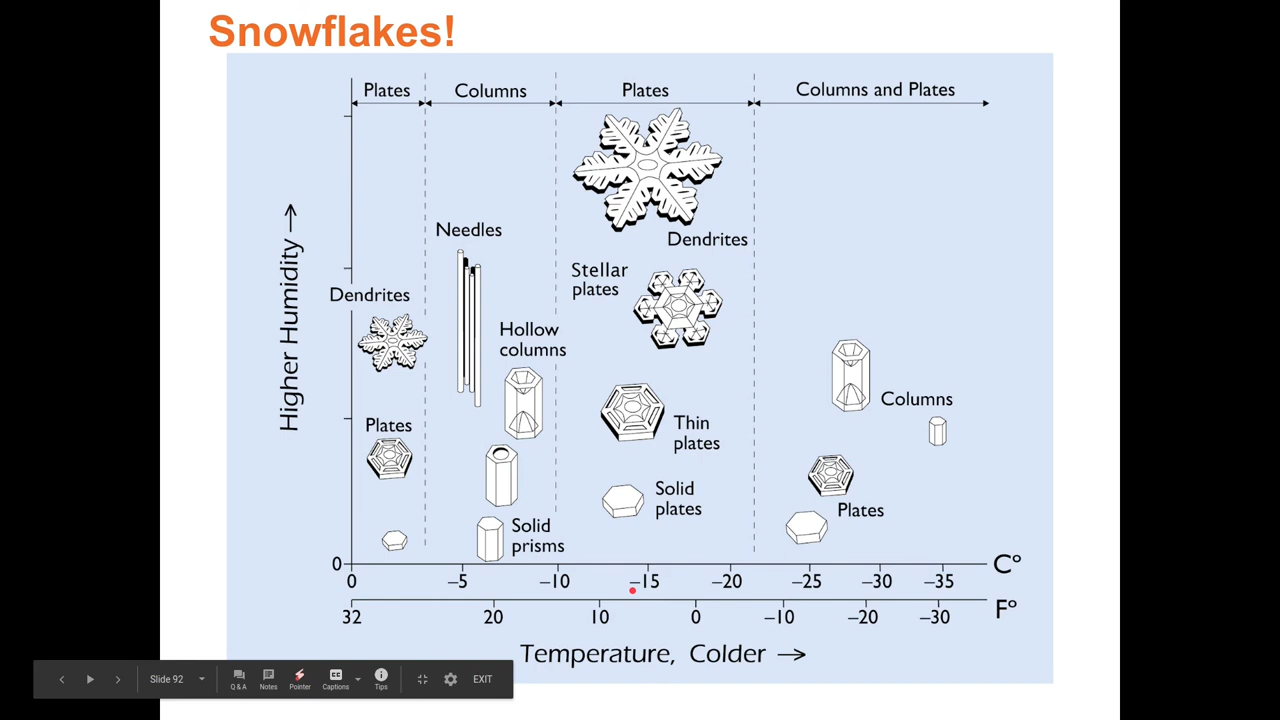 Snowflakes!
Plates
Columns
Plates
Columns and Plates
Higher Humidity →
Needles
Dendrites
Stellar
plates
Dendrites
Hollow
columns
Columns
Plates
Thin
plates
Solid
plates
Plates
Solid
prisms
0
C°
0 –5 –10 –15 –20 –25 –30 –35
F°
32 20 10 0 –10 –20 –30
Temperature, Colder →
Slide 92
Q & A
Notes
Pointer
CC
Captions
Tips
EXIT